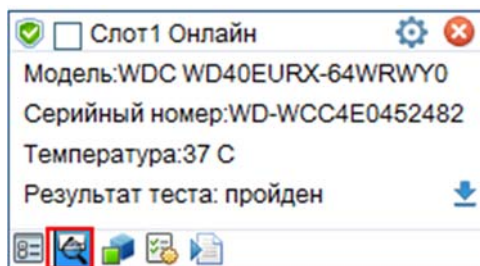 Слот1 Онлайн
Модель:WDC WD40EURX-64WRWY0
Серийный номер:WD-WCC4E0452482
Температура:37 С
Результат теста: пройден